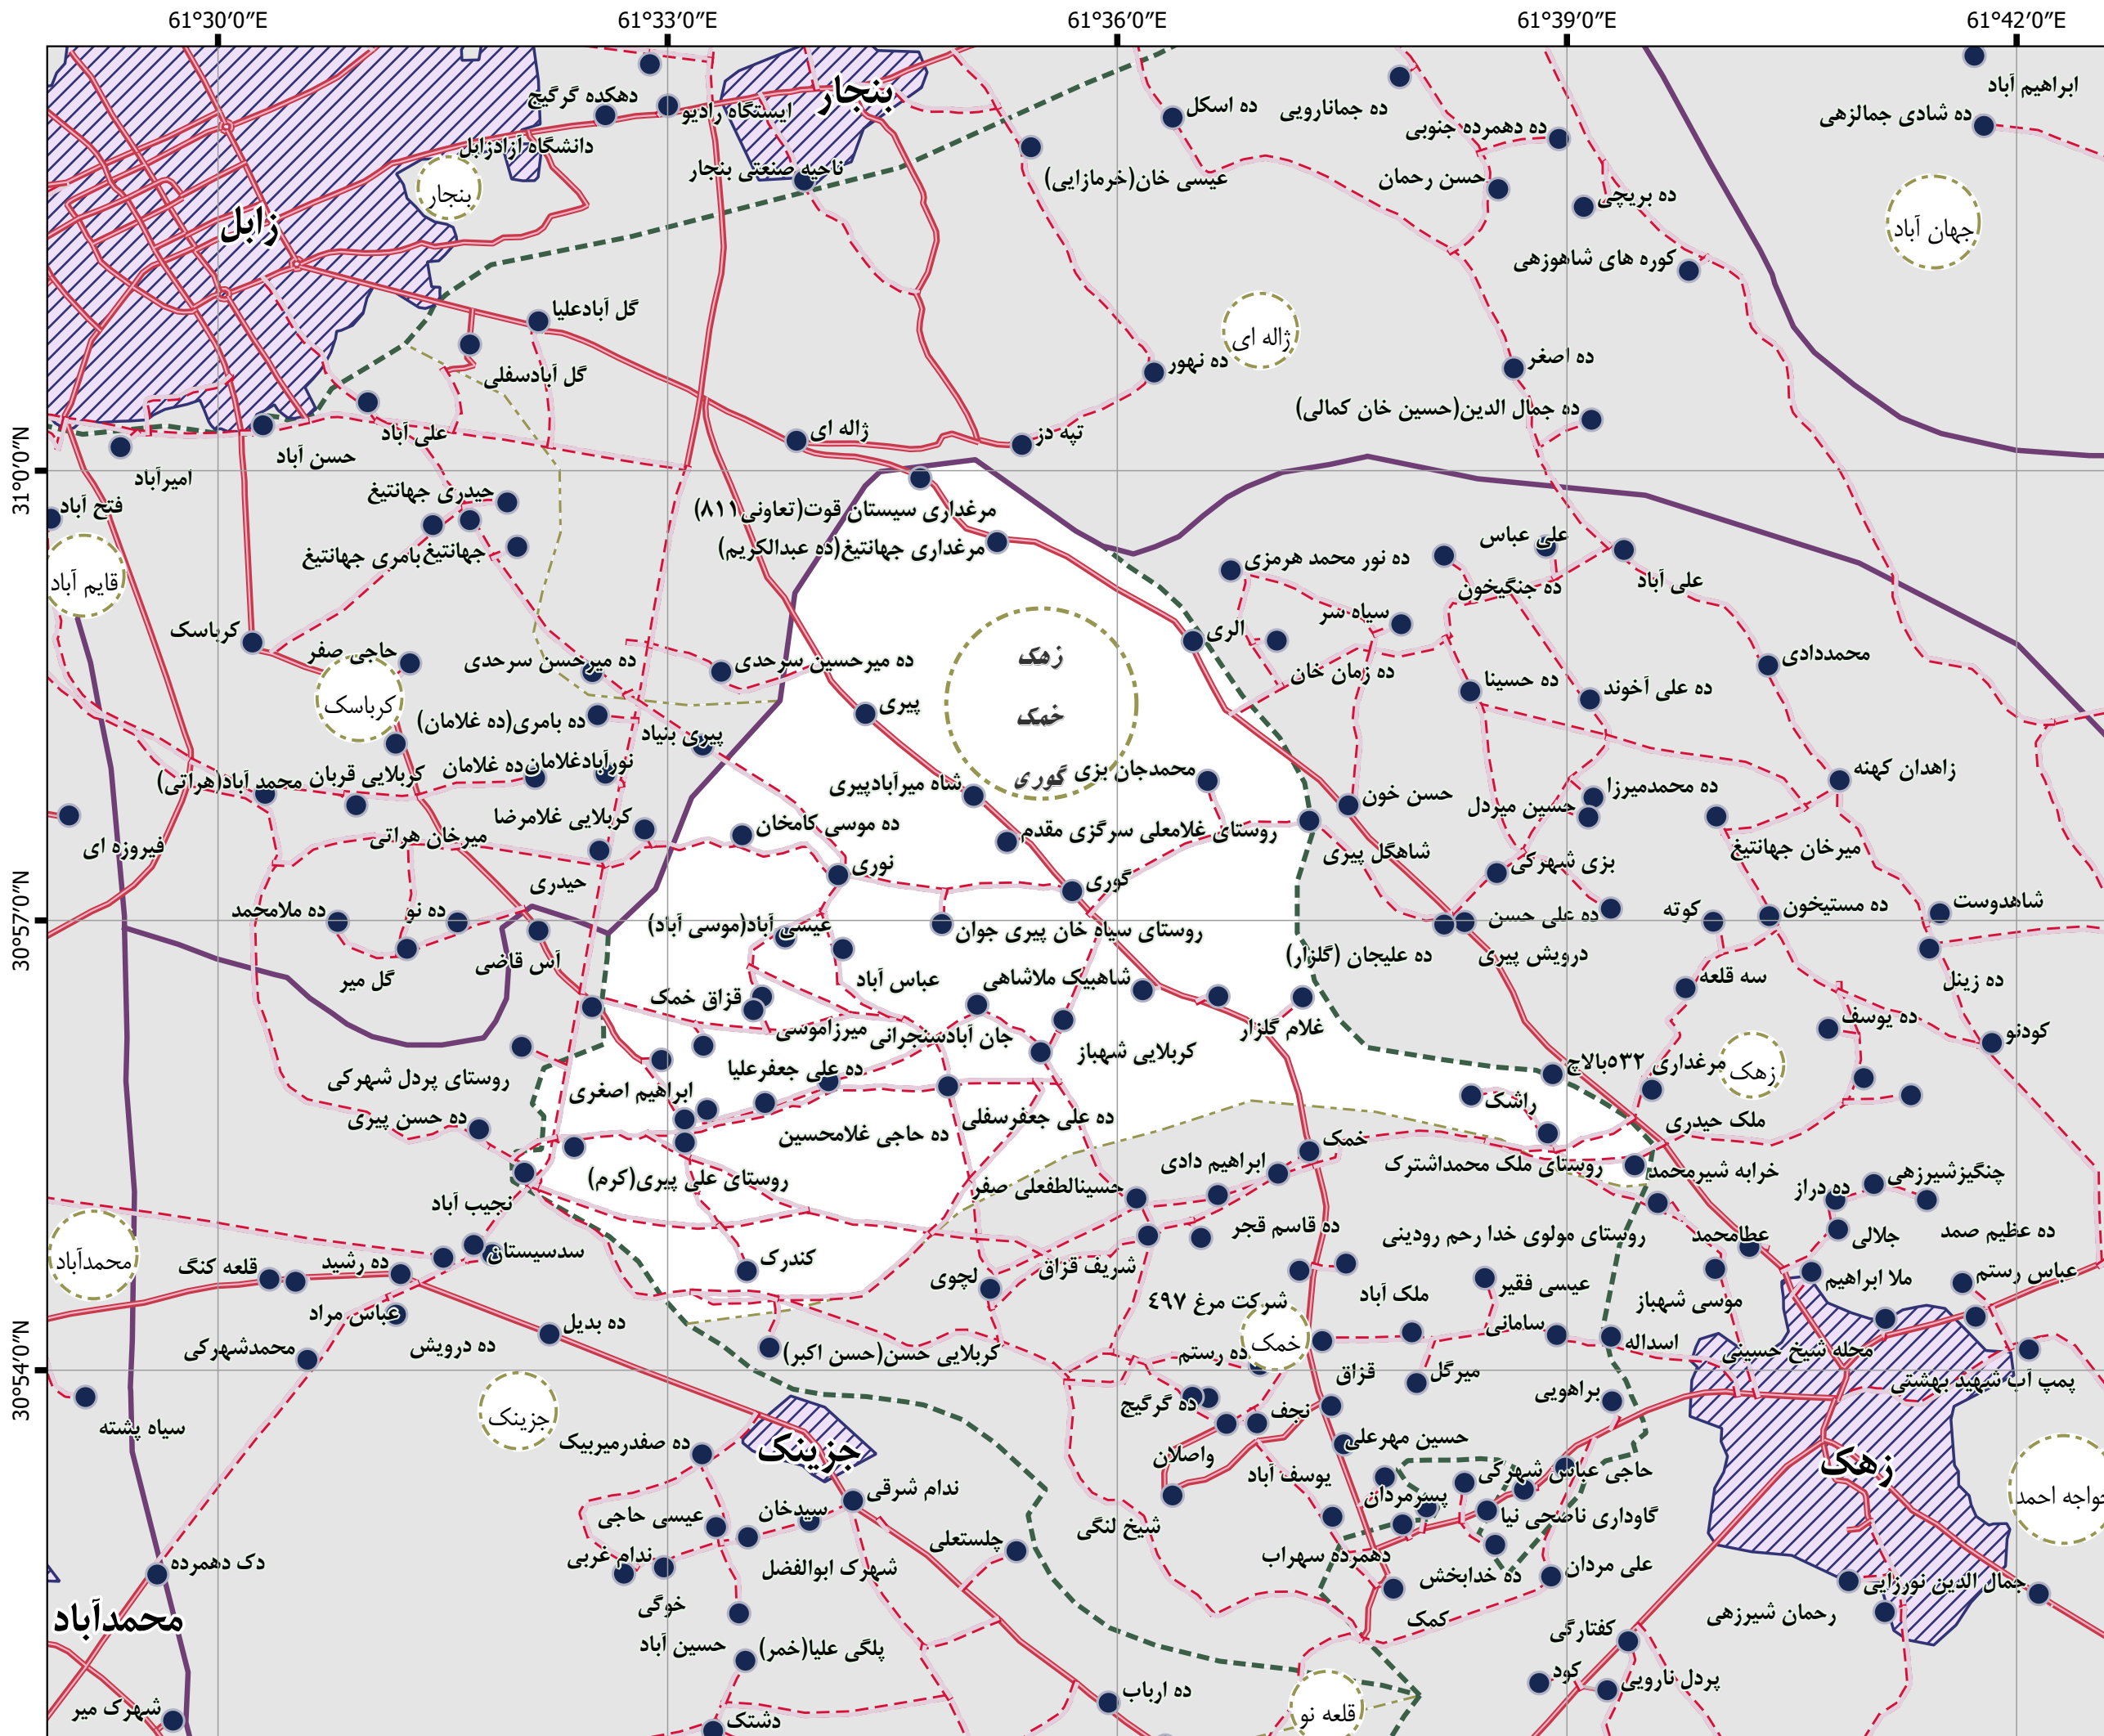 61°30′0″E
61°33′0″E
61°36′0″E
61°39′0″E
61°42′0″E
31°0′0″N
30°57′0″N
30°54′0″N
ابراهیم آباد
ده شادی جمالزهی
دهکده گرگیج
ایستگاه رادیو
بنجار
ده اسکل
ده جمانارویی
ده دهمرده جنوبی
دانشگاه آزادزابل
ناحیه صنعتی بنجار
عیسی خان(خرمازایی)
حسن رحمان
ده بریچی
بنجار
زابل
جهان آباد
کوره های شاهوزهی
گل آبادعلیا
ژاله ای
ده نهور
ده اصغر
گل آبادسفلی
ده جمال الدین(حسین خان کمالی)
علی آباد
حسن آباد
ژاله ای
تپه دز
امیرآباد
فتح آباد
حیدری جهانتیغ
مرغداری سیستان قوت(تعاونی۸۱۱)
مرغداری جهانتیغ(ده عبدالکریم)
بامری جهانتیغ
جهانتیغ
قایم آباد
علی عباس
ده نور محمد هرمزی
علی آباد
ده جنگیخون
سیاه سر
کرباسک
حاجی صفر
ده میرحسن سرحدی
ده میرحسین سرحدی
زهک
خمک
گوری
الری
ده زمان خان
ده حسینا
ده علی آخوند
محمددادی
کرباسک
ده بامری(ده غلامان)
پیری
پیری بنیاد
محمد آباد(هراتی)
کربلایی قربان
ده غلامان
نورآبادغلامان
شاه میرآبادپیری
محمدجان بزی
حسن خون
حسین میردل
ده محمدمیرزا
زاهدان کهنه
فیروزه ای
میرخان هراتی
کربلایی غلامرضا
ده موسی کامخان
روستای غلامعلی سرگزی مقدم
شاهگل پیری
بزی شهرکی
میرخان جهانتیغ
حیدری
نوری
گوری
ده ملامحمد
ده نو
گل میر
آس قاضی
عیسی آباد(موسی آباد)
روستای سیاه خان پیری جوان
ده علی حسن
کوته
ده مستیخون
شاهدوست
ده علیجان (گلزار)
درویش پیری
سه قلعه
ده زینل
قزاق خمک
عباس آباد
شاهبیک ملاشاهی
میرزاموسی
جان آبادسنجرانی
غلام گلزار
کربلایی شهباز
ده یوسف
کودنو
روستای پردل شهرکی
ابراهیم اصغری
ده علی جعفرعلیا
ده علی جعفرسفلی
مرغداری ۵۳۲بالاچ
زهک
راشگ
ملک حیدری
ده حسن پیری
ده حاجی غلامحسین
خمک
نجیب آباد
روستای علی پیری(کرم)
حسینالطفعلی صفر
ابراهیم دادی
روستای ملک محمداشترک
خرابه شیرمحمد
چنگیزشیرزهی
ده دراز
محمدآباد
قلعه کنگ
ده رشید
سدسیستان
کندرک
لچوی
شریف قزاق
ده قاسم قجر
روستای مولوی خدا رحم رودینی
عطامحمد
جلالی
ده عظیم صمد
عباس مراد
ده درویش
ده بدیل
شرکت مرغ ۴۹۷
ملک آباد
عیسی فقیر
موسی شهباز
ملا ابراهیم
عباس رستم
محمدشهرکی
کربلایی حسن(حسن اکبر)
ده رستم
خمک
سامانی
اسداله
محله شیخ حسینی
سیاه پشته
جزینک
ده گرگیج
نجف
قزاق
میرگل
براهویی
پمپ آب شهید بهشتی
ده صفدرمیربیک
جزینک
واصلان
حسین مهرعلی
یوسف آباد
حاجی عباس شهرکی
زهک
خواجه احمد
ندام شرقی
سیدخان
عیسی حاجی
پسرمردان
گاوداری ناصحی نیا
شیخ لنگی
چلستعلی
ندام غربی
شهرک ابوالفضل
دهمرده سهراب
ده خدابخش
علی مردان
جمال الدین نورزایی
دک دهمرده
محمدآباد
خوگی
حسین آباد
پلگی علیا(خمر)
کمک
رحمان شیرزهی
کفتارگی
کود
پردل نارویی
شهرک میر
دشتک
ده ارباب
قلعه نو